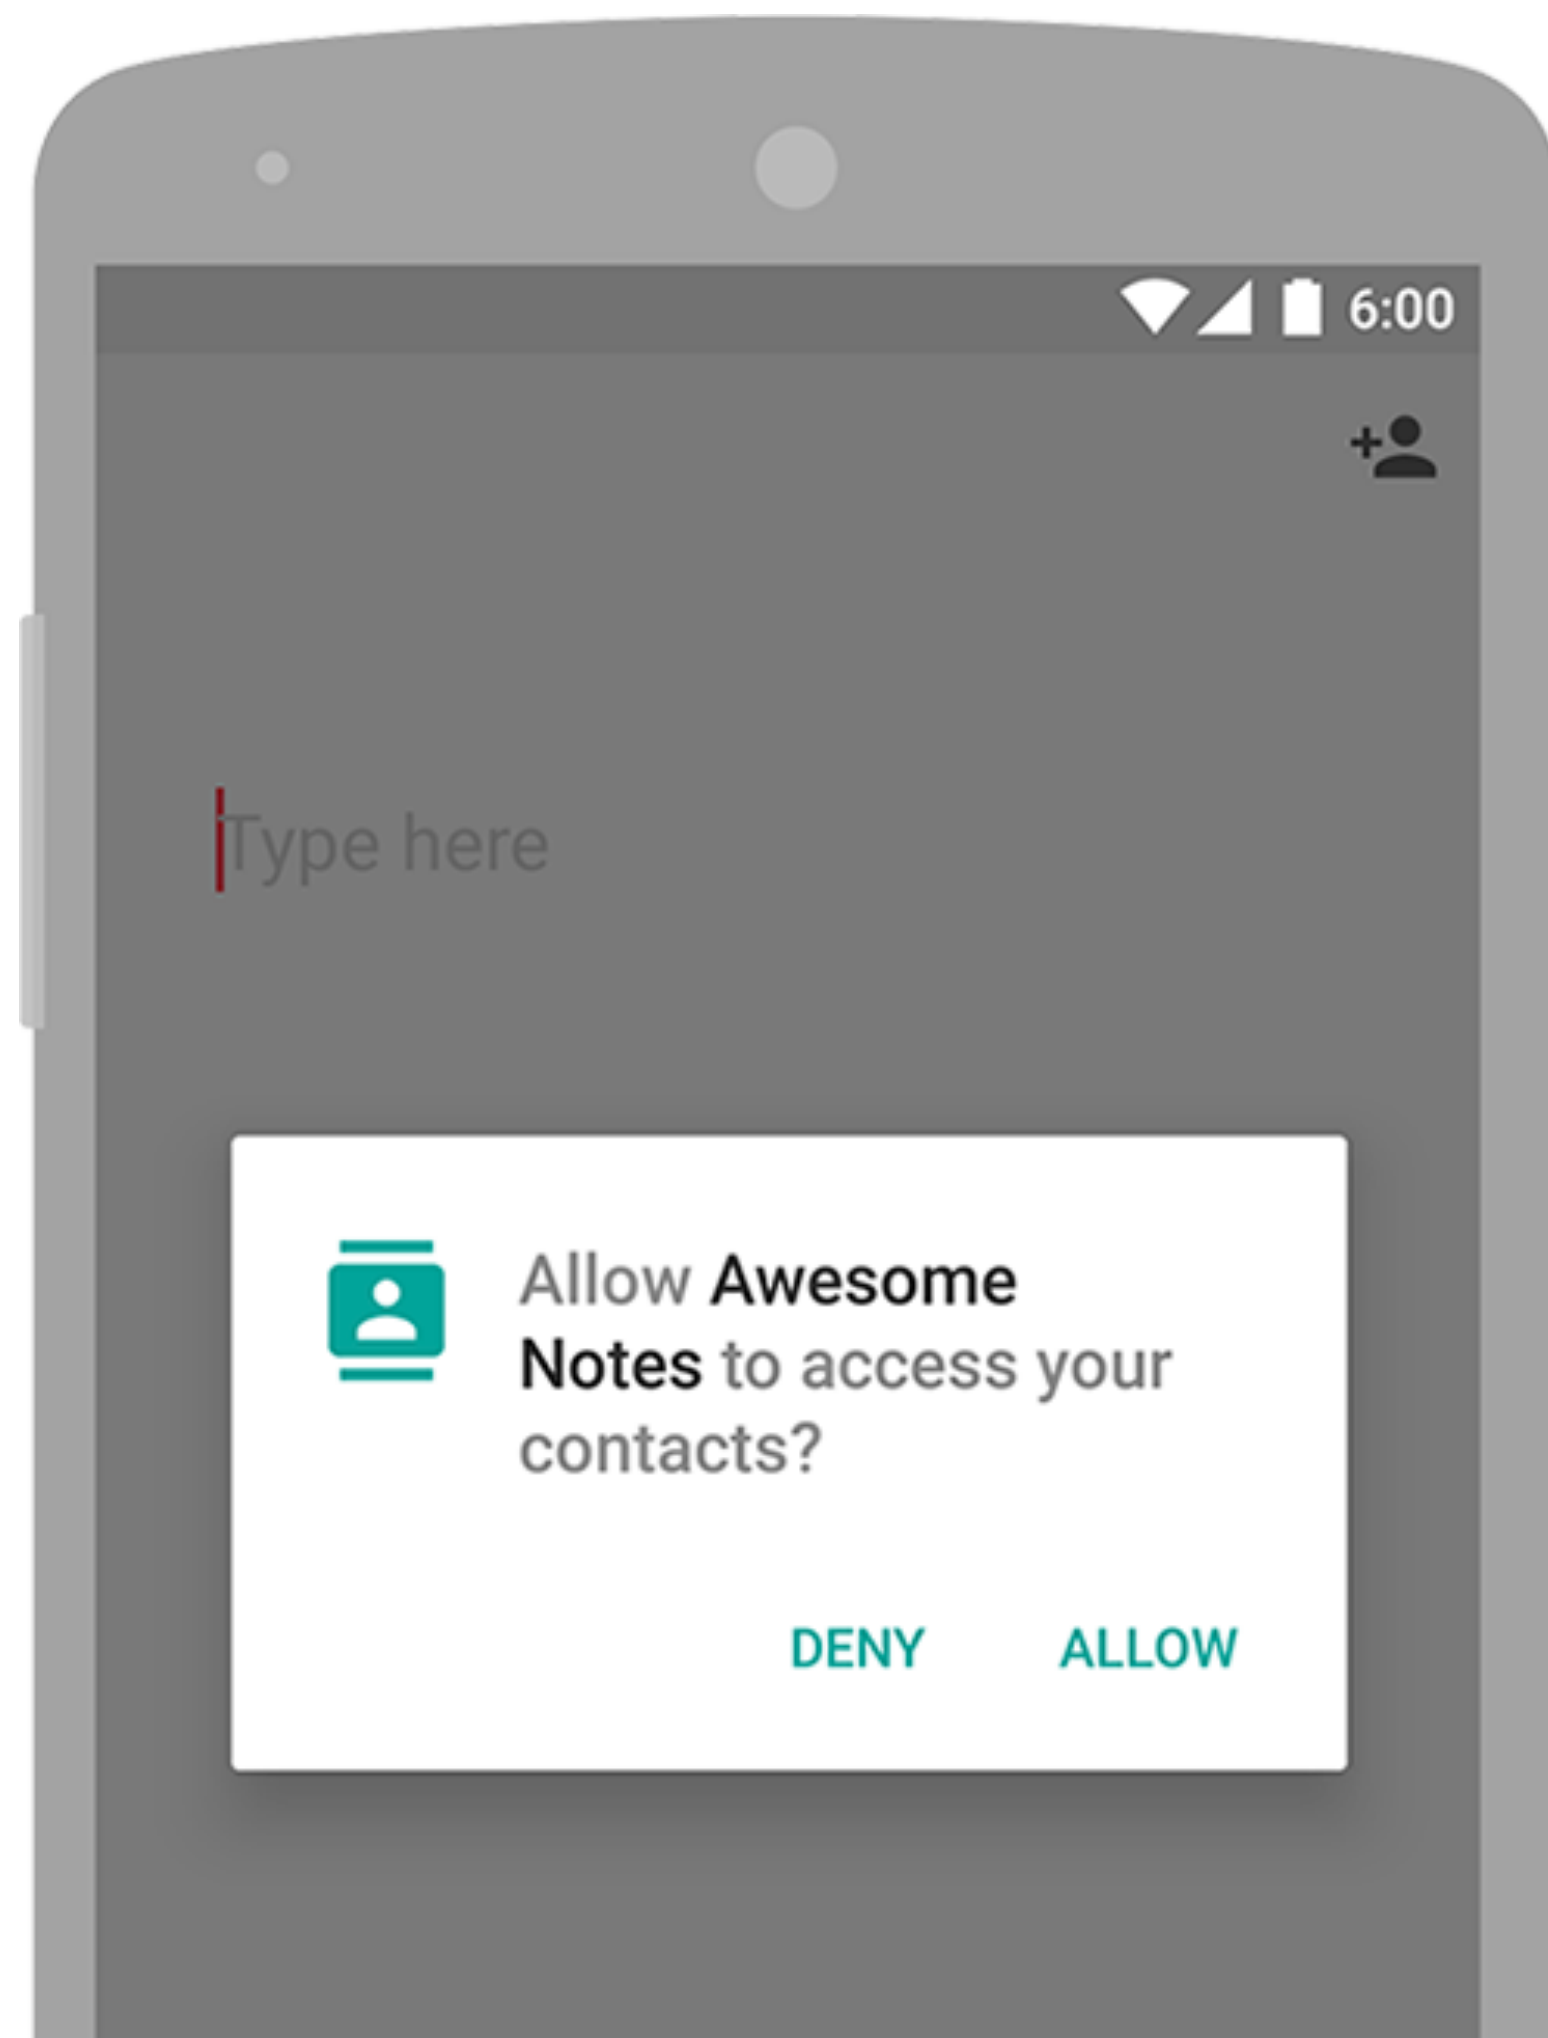 6:00
Type here
Allow Awesome
Notes to access your
contacts?
DENY ALLOW